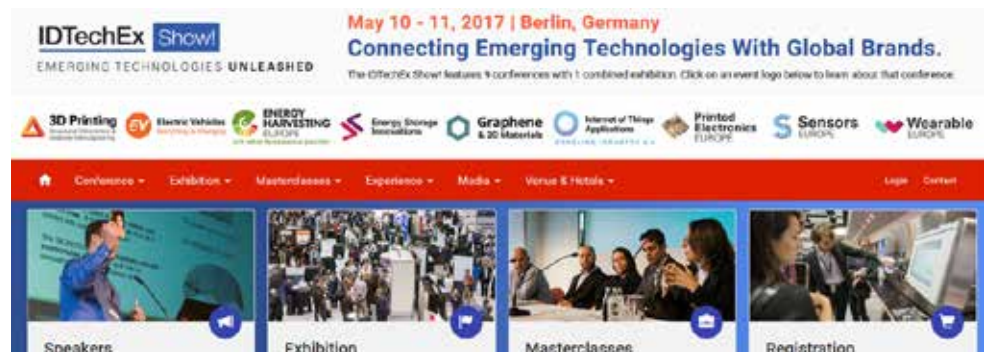 IDTechEx Show!
EMERGING TECHNOLOGIES UNLEASHED
May 10 - 11, 2017 | Berlin, Germany
Connecting Emerging Technologies With Global Brands.
The IDTechEx Show! features 9 conferences with 1 combined exhibition. Click on an event logo below to learn about that conference.
3D Printing
Electric Vehicles
ENERGY
HARVESTING
EUROPE
Energy Storage
Innovations
Graphene
& 2D Materials
Internet of Things
Applications
Printed
Electronics
EUROPE
Sensors
EUROPE
Wearable
EUROPE
Conference
Exhibition
Masterclasses
Experience
Media
Venue & Hotels
Login
Contact
Speakers
Exhibition
Masterclasses
Registration